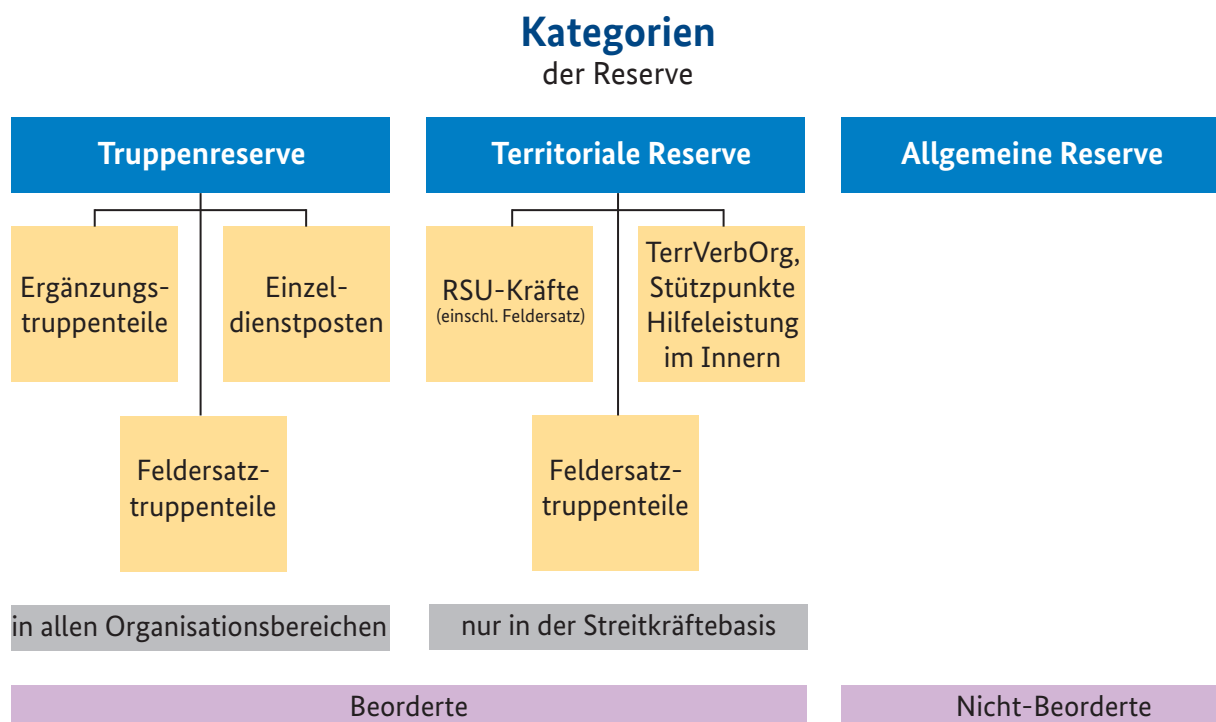 Kategorien
der Reserve
Truppenreserve
Territoriale Reserve
Allgemeine Reserve
Ergänzungs-
truppenteile
Einzel-
dienstposten
RSU-Kräfte
(einschl. Feldersatz)
TerrVerbOrg,
Stützpunkte
Hilfeleistung
im Innern
Feldersatz-
truppenteile
Feldersatz-
truppenteile
in allen Organisationsbereichen
nur in der Streitkräftebasis
Beorderte
Nicht-Beorderte